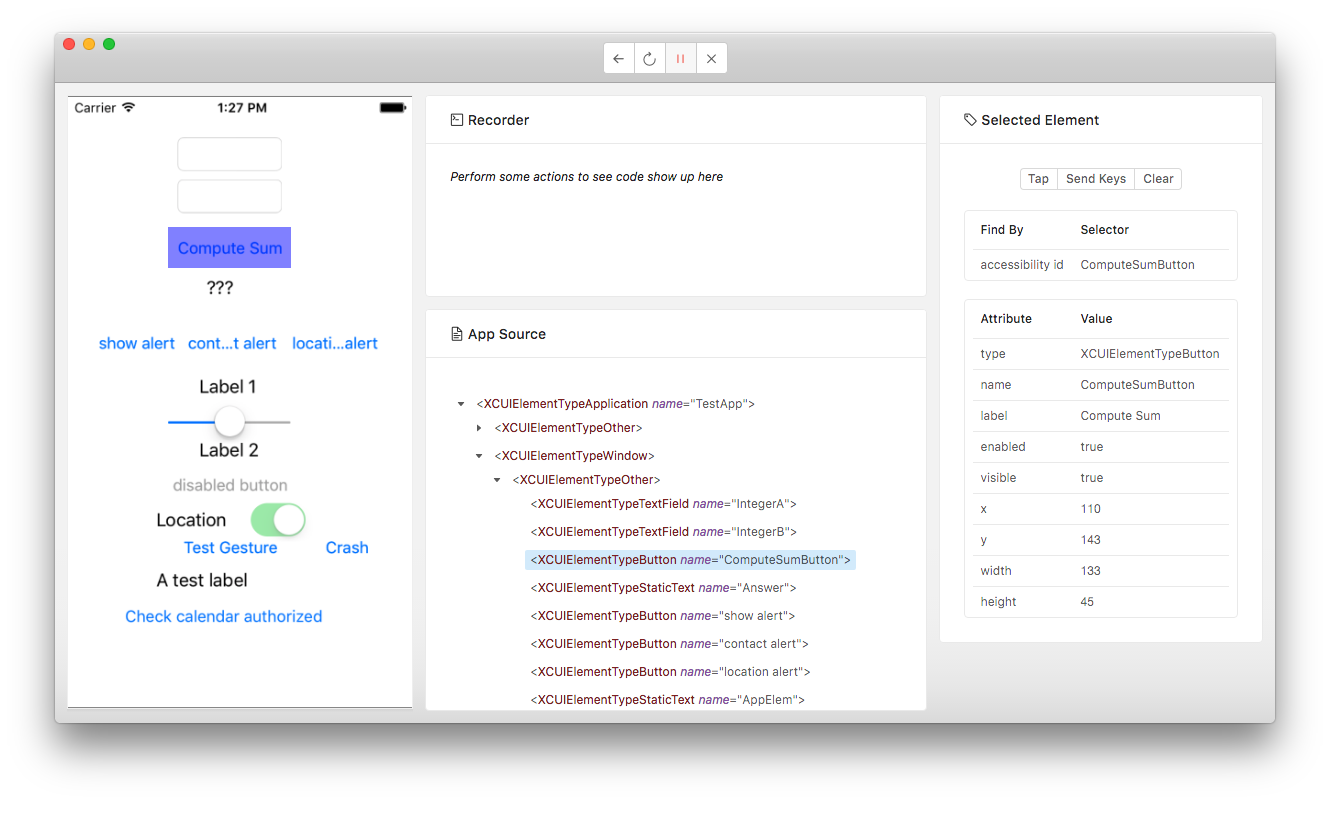 Carrier 1:27 PM
Compute Sum
???
show alert cont...t alert locati...alert
Label 1
Label 2
disabled button
Location
Test Gesture Crash
A test label
Check calendar authorized
Recorder
Perform some actions to see code show up here
App Source
<XCUIElementTypeApplication name="TestApp">
<XCUIElementTypeOther>
<XCUIElementTypeWindow>
<XCUIElementTypeOther>
<XCUIElementTypeTextField name="IntegerA">
<XCUIElementTypeTextField name="IntegerB">
<XCUIElementTypeButton name="ComputeSumButton">
<XCUIElementTypeStaticText name="Answer">
<XCUIElementTypeButton name="show alert">
<XCUIElementTypeButton name="contact alert">
<XCUIElementTypeButton name="location alert">
<XCUIElementTypeStaticText name="AppElem">
Selected Element
Tap Send Keys Clear
Find By Selector
accessibility id ComputeSumButton
Attribute Value
type XCUIElementTypeButton
name ComputeSumButton
label Compute Sum
enabled true
visible true
x 110
y 143
width 133
height 45